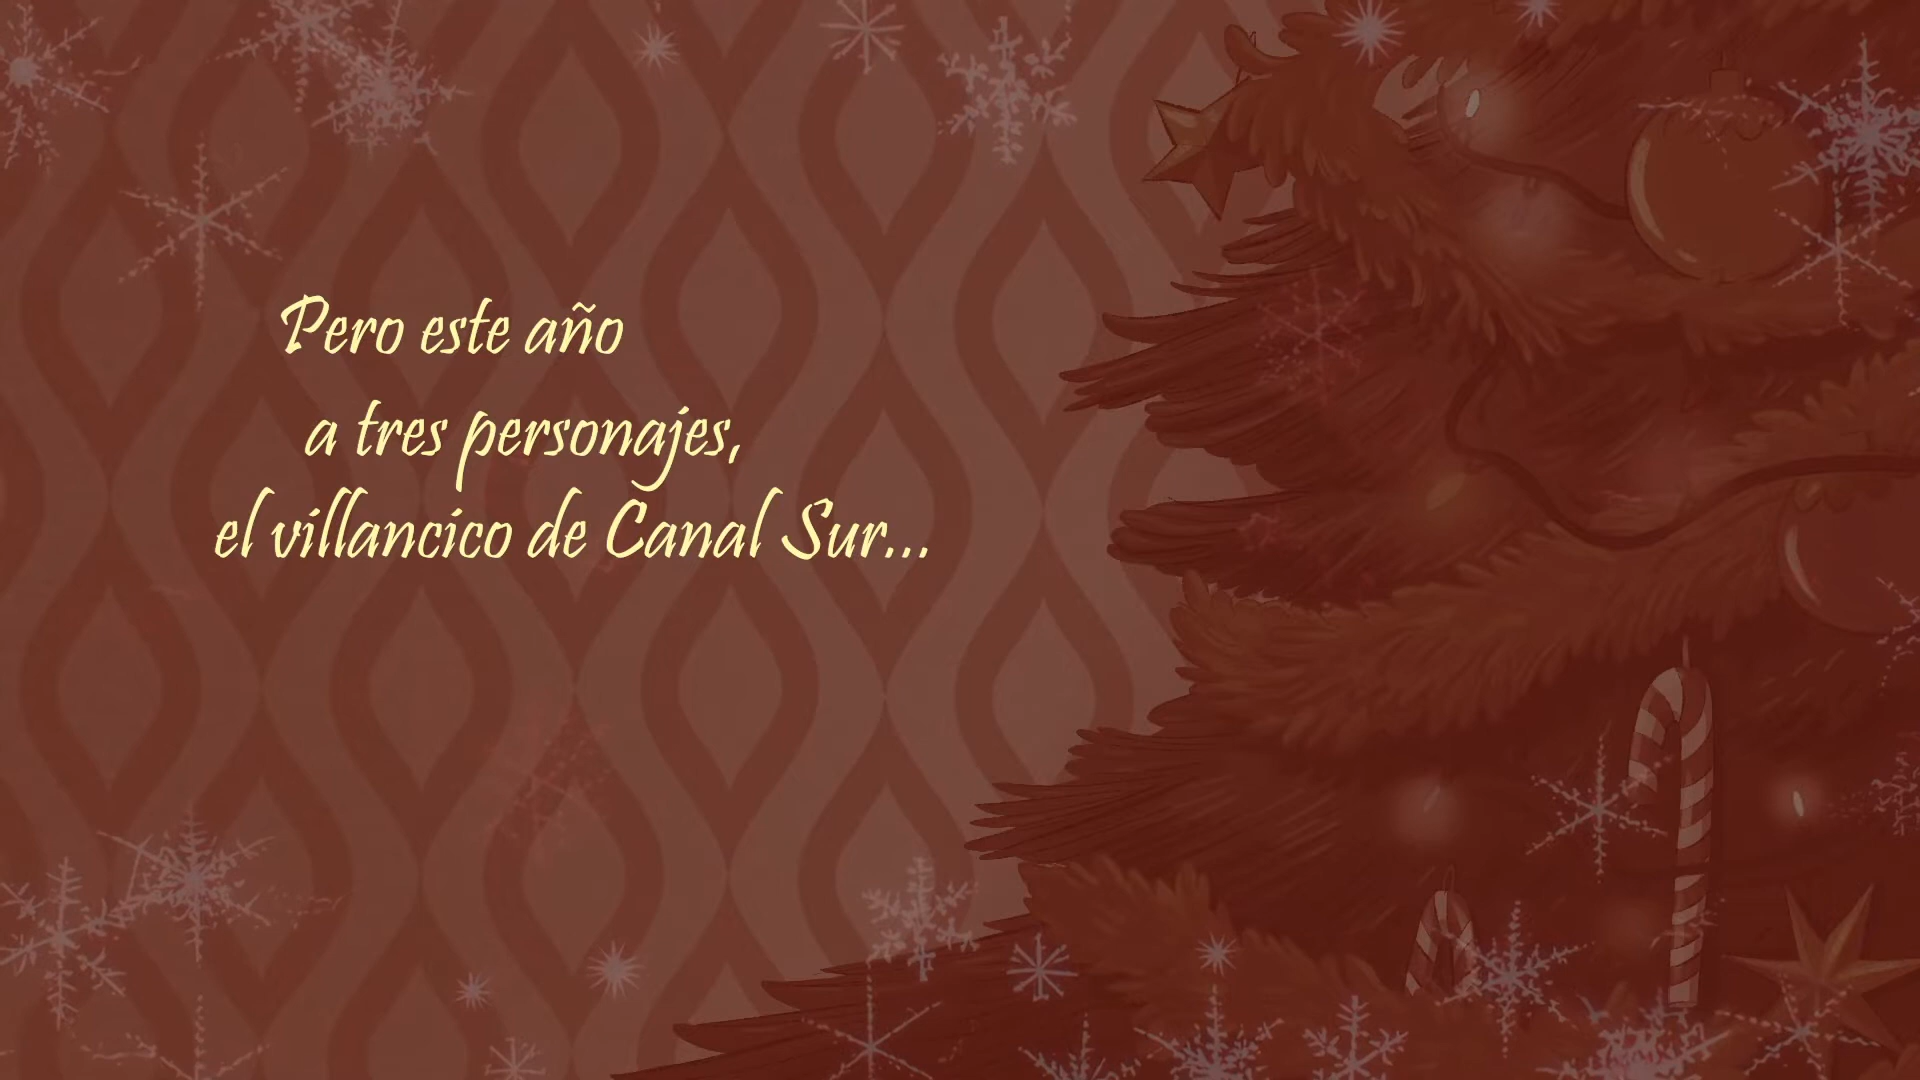 Pero este año
a tres personajes,
el villancico de Canal Sur...